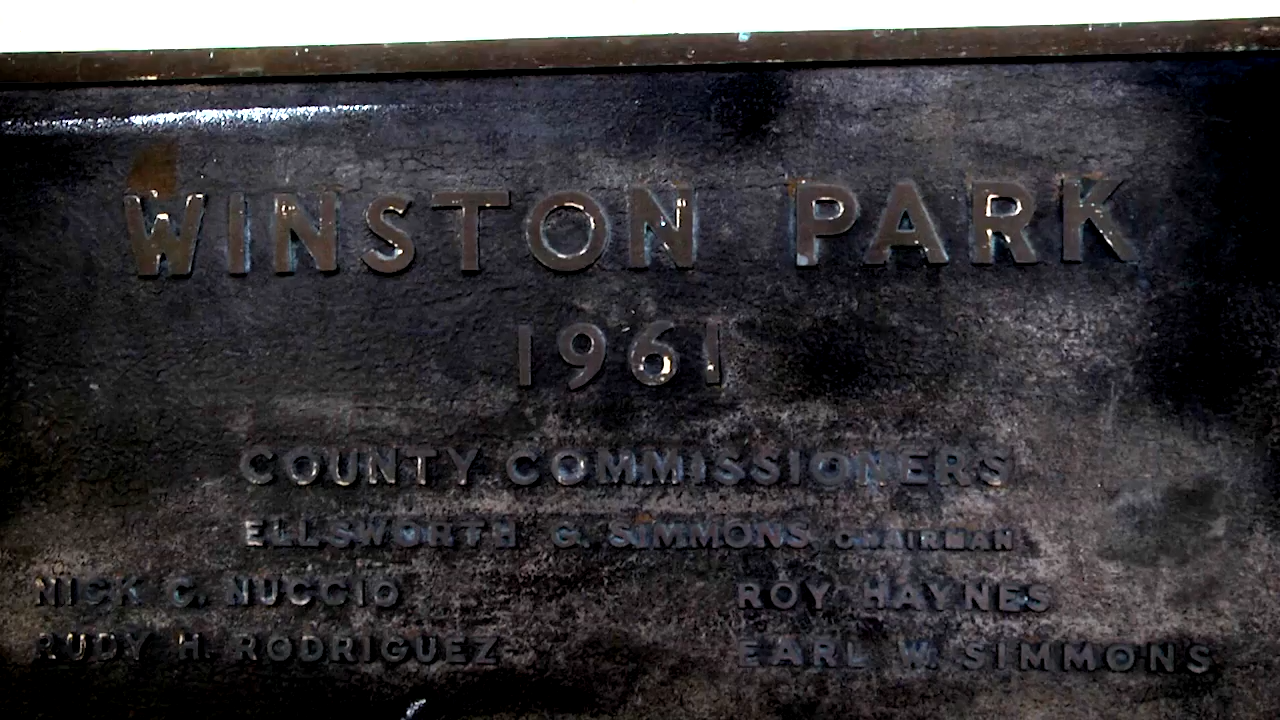 WINSTON PARK
1961
COUNTY COMMISSIONERS
ELLSWORTH G. SIMMONS, CHAIRMAN
NICK C. NUCCIO ROY HAYNES
RUDY H. RODRIGUEZ EARL W. SIMMONS